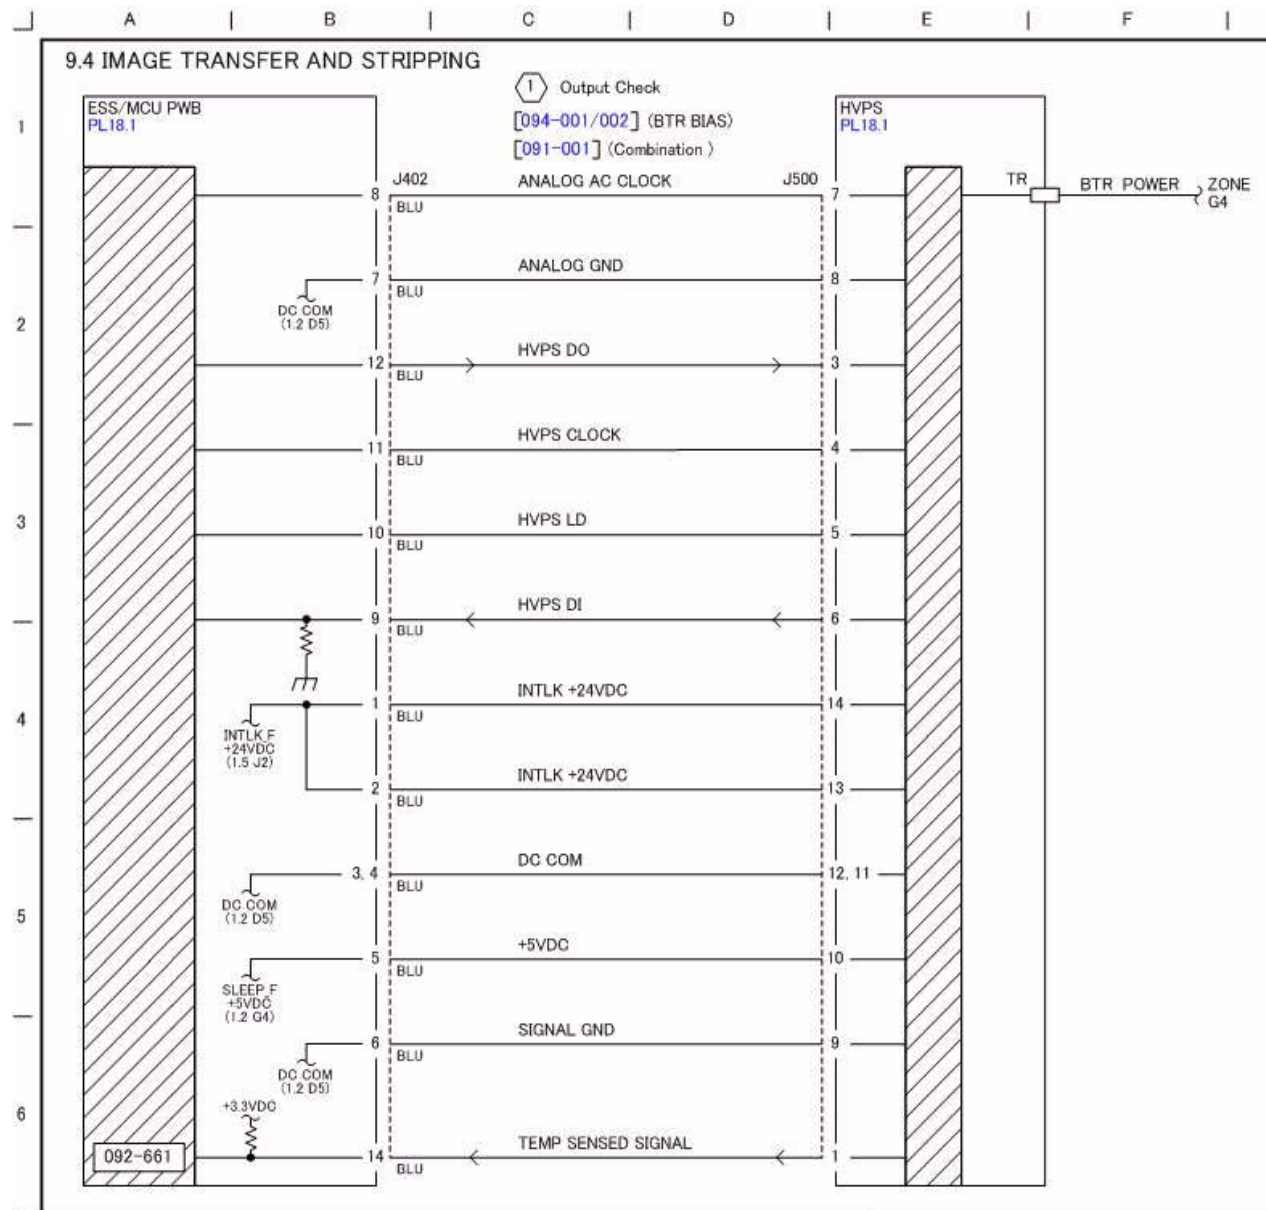 A B C D E F
9.4 IMAGE TRANSFER AND STRIPPING
1 Output Check
[094-001/002] (BTR BIAS)
[091-001] (Combination )
ESS/MCU PWB
PL18.1
HVPS
PL18.1
1
J402 ANALOG AC CLOCK J500 TR BTR POWER ZONE
G4
8 BLU 7
ANALOG GND
7 BLU 8
DC COM
(1.2 D5)
2
HVPS DO
12 BLU 3
HVPS CLOCK
11 BLU 4
3
HVPS LD
10 BLU 5
HVPS DI
9 BLU 6
INTLK +24VDC
1 BLU 14
4
INTLK_F
+24VDC
(1.5 J2)
INTLK +24VDC
2 BLU 13
DC COM
3, 4 BLU 12, 11
DC COM
(1.2 D5)
5
+5VDC
5 BLU 10
SLEEP_F
+5VDC
(1.2 G4)
SIGNAL GND
6 BLU 9
DC COM
(1.2 D5)
6
+3.3VDC
TEMP SENSED SIGNAL
092-661 14 BLU 1